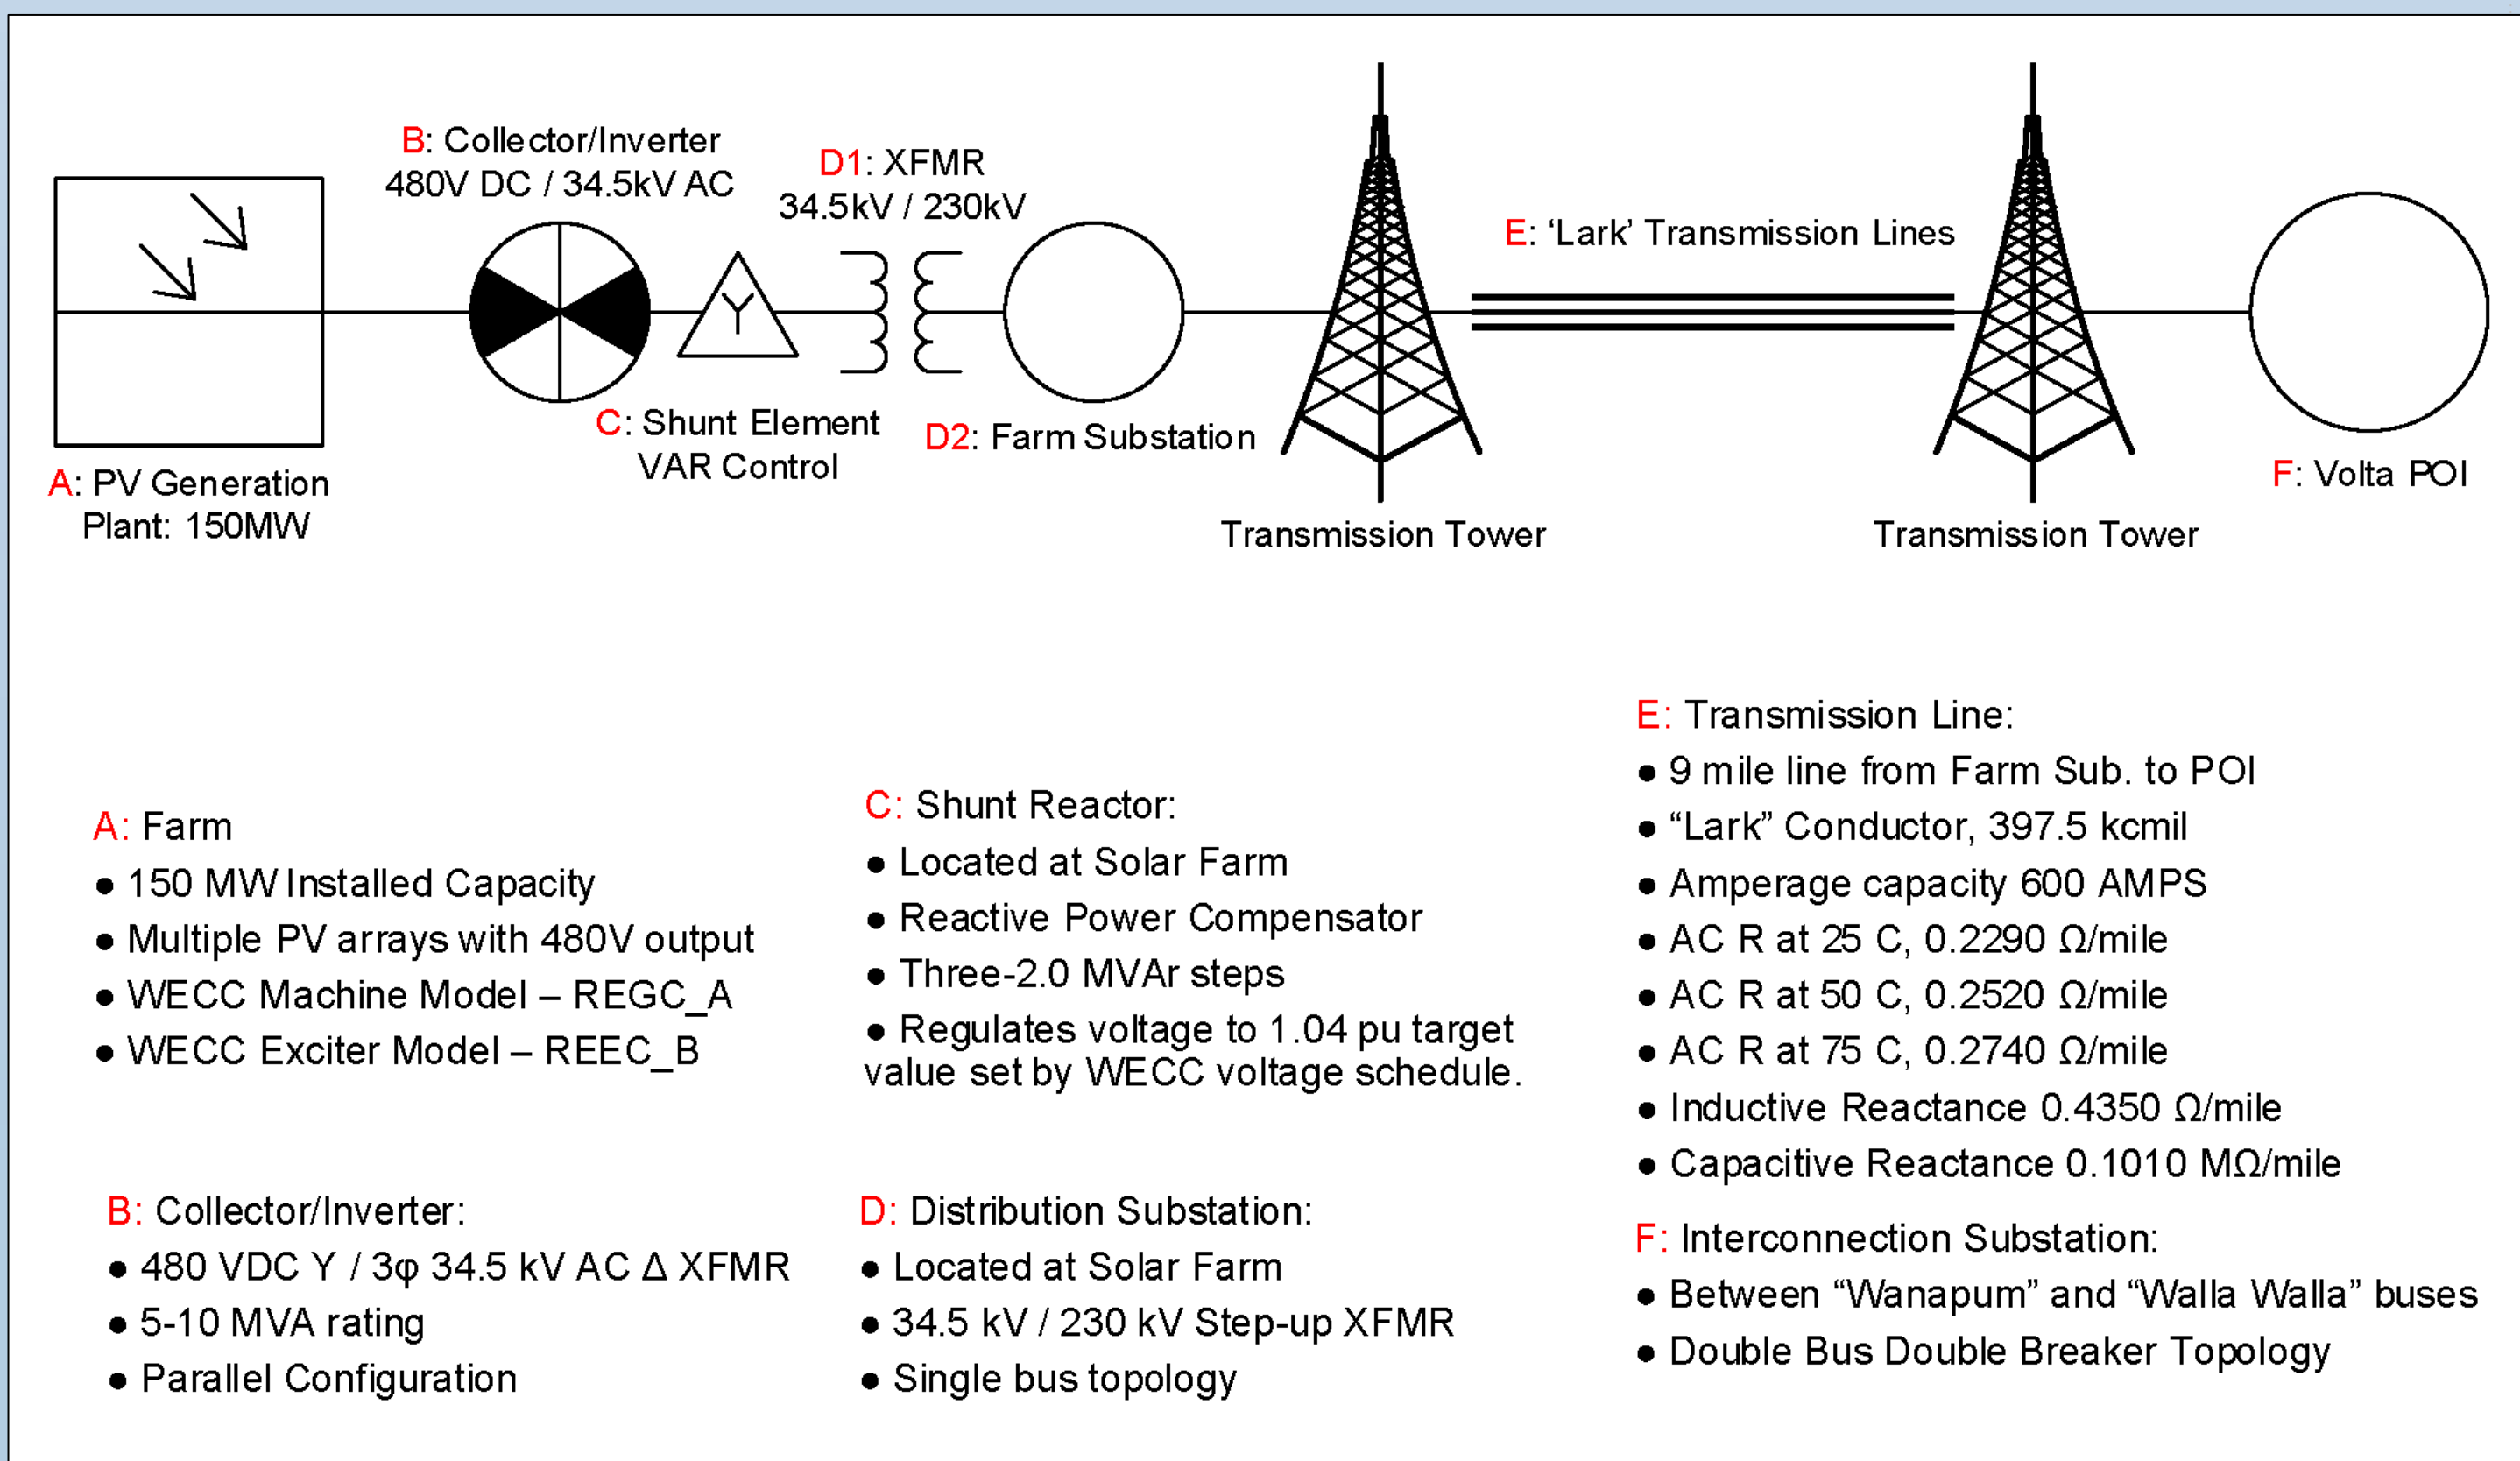 B: Collector/Inverter
480V DC / 34.5kV AC
D1: XFMR
34.5kV / 230kV
E: ‘Lark’ Transmission Lines
C: Shunt Element
VAR Control
D2: Farm Substation
A: PV Generation
Plant: 150MW
F: Volta POI
Transmission Tower
Transmission Tower
A: Farm
● 150 MW Installed Capacity
● Multiple PV arrays with 480V output
● WECC Machine Model – REGC_A
● WECC Exciter Model – REEC_B
B: Collector/Inverter:
● 480 VDC Y / 3φ 34.5 kV AC Δ XFMR
● 5-10 MVA rating
● Parallel Configuration
C: Shunt Reactor:
● Located at Solar Farm
● Reactive Power Compensator
● Three-2.0 MVAr steps
● Regulates voltage to 1.04 pu target
value set by WECC voltage schedule.
D: Distribution Substation:
● Located at Solar Farm
● 34.5 kV / 230 kV Step-up XFMR
● Single bus topology
E: Transmission Line:
● 9 mile line from Farm Sub. to POI
● “Lark” Conductor, 397.5 kcmil
● Amperage capacity 600 AMPS
● AC R at 25 C, 0.2290 Ω/mile
● AC R at 50 C, 0.2520 Ω/mile
● AC R at 75 C, 0.2740 Ω/mile
● Inductive Reactance 0.4350 Ω/mile
● Capacitive Reactance 0.1010 MΩ/mile
F: Interconnection Substation:
● Between “Wanapum” and “Walla Walla” buses
● Double Bus Double Breaker Topology